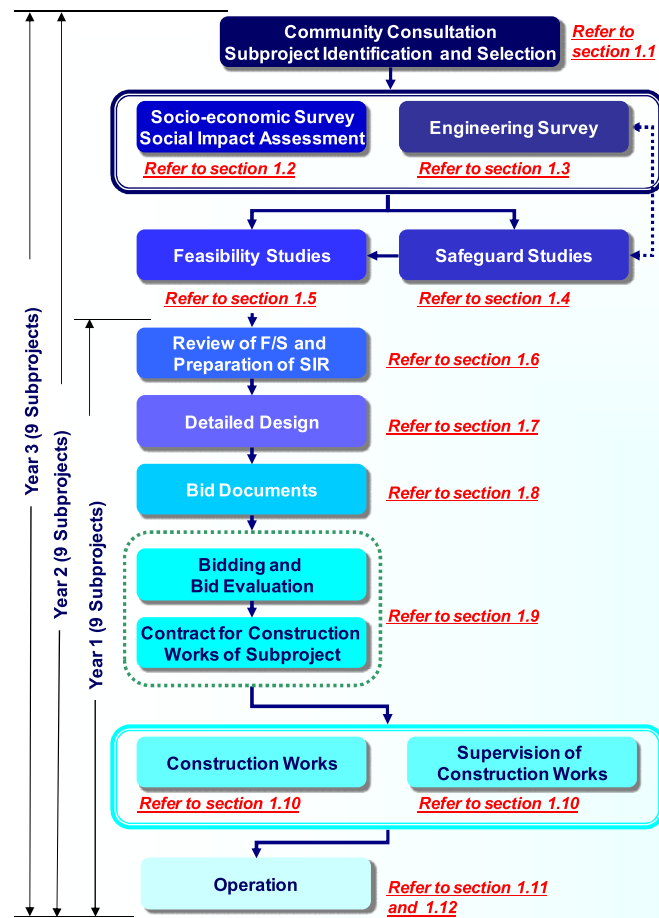 Community Consultation
Subproject Identification and Selection
Refer to
section 1.1
Socio-economic Survey
Social Impact Assessment
Engineering Survey
Refer to section 1.2
Refer to section 1.3
Feasibility Studies
Safeguard Studies
Refer to section 1.5
Refer to section 1.4
Review of F/S and
Preparation of SIR
Refer to section 1.6
Detailed Design
Refer to section 1.7
Bid Documents
Refer to section 1.8
Bidding and
Bid Evaluation
Refer to section 1.9
Contract for Construction
Works of Subproject
Construction Works
Supervision of
Construction Works
Refer to section 1.10
Refer to section 1.10
Operation
Refer to section 1.11
and 1.12
Year 3 (9 Subprojects)
Year 2 (9 Subprojects)
Year 1 (9 Subprojects)